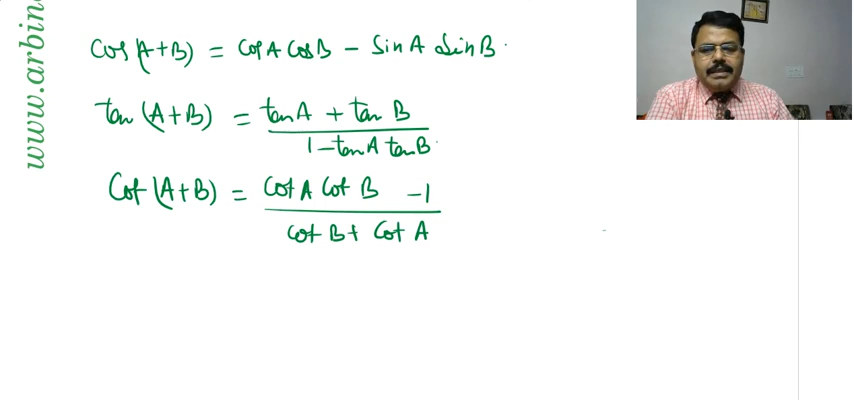 www.arbin
Cos(A+B) = Cos A Cos B - Sin A Sin B.
tan (A+B) = tan A + tan B
1 - tan A tan B.
Cot (A+B) = Cot A Cot B - 1
Cot B + Cot A